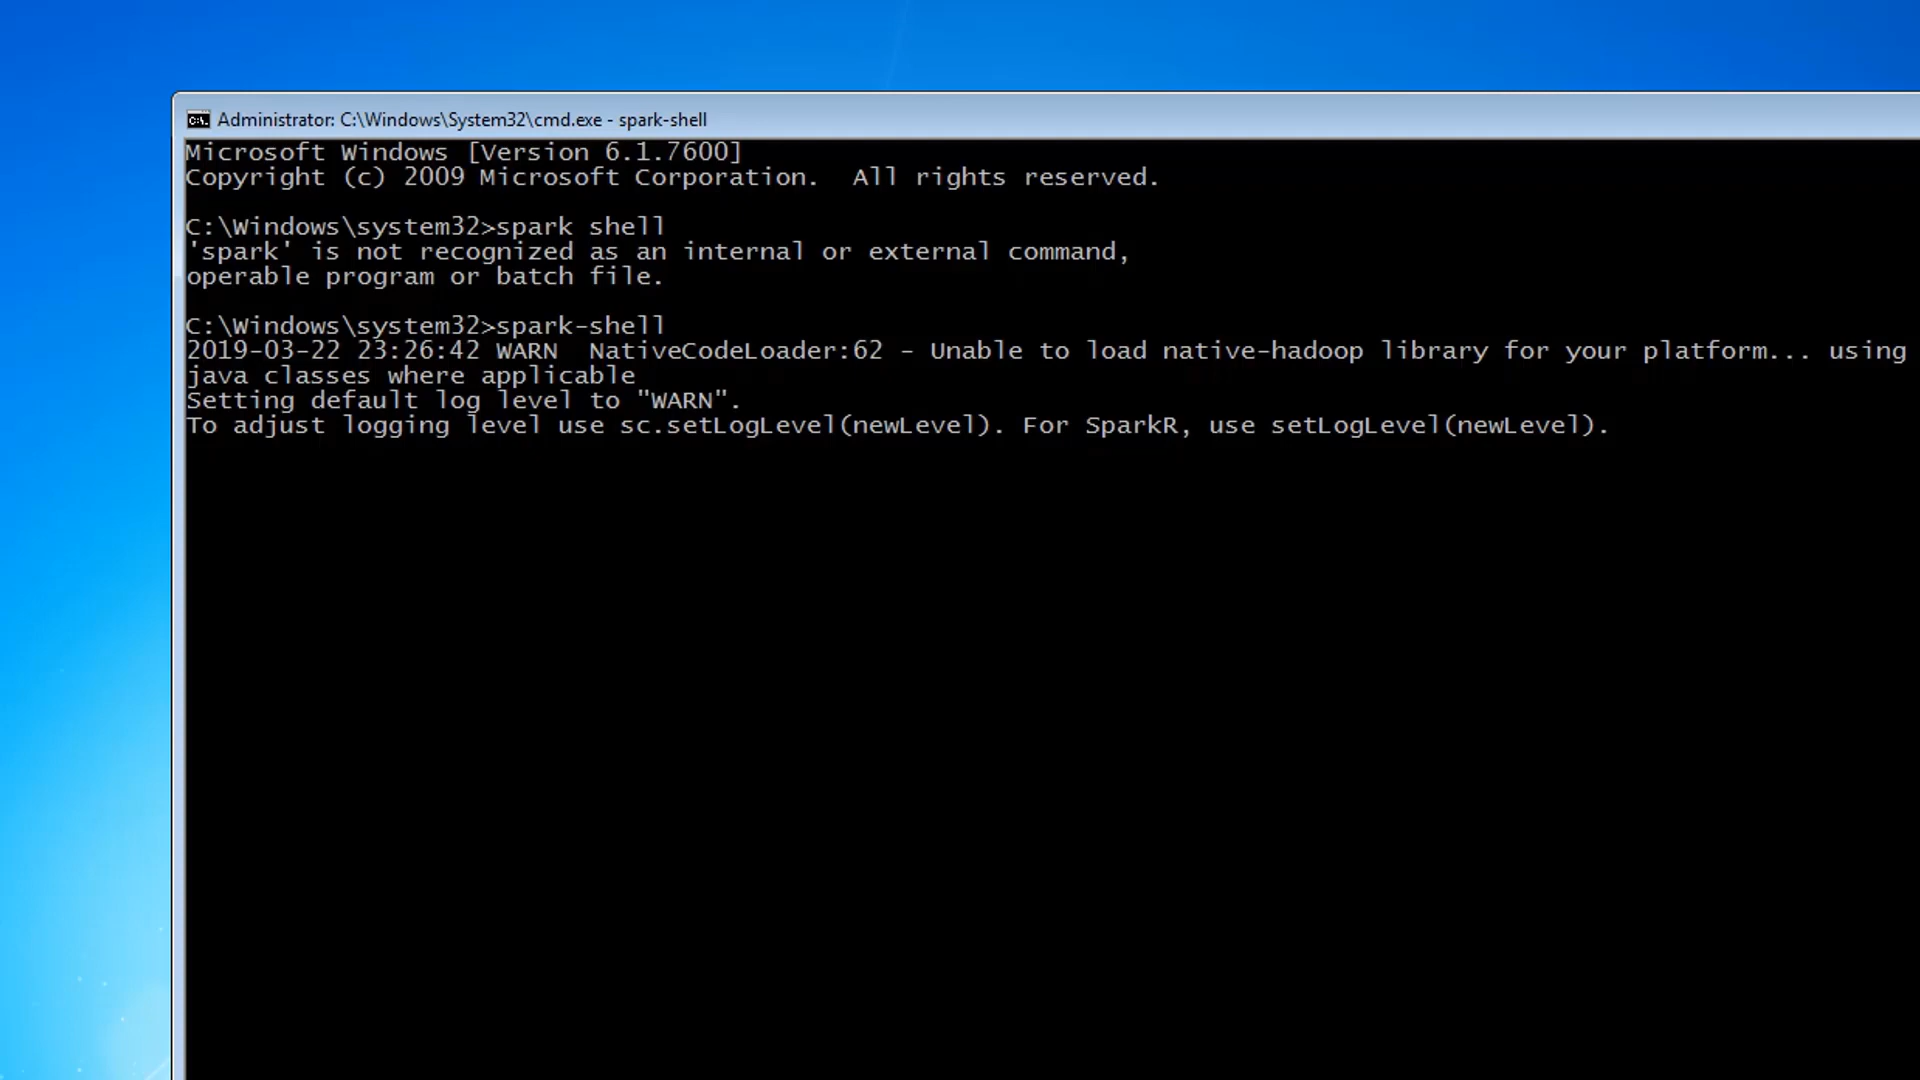 Administrator: C:\Windows\System32\cmd.exe - spark-shell
Microsoft Windows [Version 6.1.7600]
Copyright (c) 2009 Microsoft Corporation.  All rights reserved.
C:\Windows\system32>spark shell
'spark' is not recognized as an internal or external command,
operable program or batch file.
C:\Windows\system32>spark-shell
2019-03-22 23:26:42 WARN  NativeCodeLoader:62 - Unable to load native-hadoop library for your platform... using
java classes where applicable
Setting default log level to "WARN".
To adjust logging level use sc.setLogLevel(newLevel). For SparkR, use setLogLevel(newLevel).